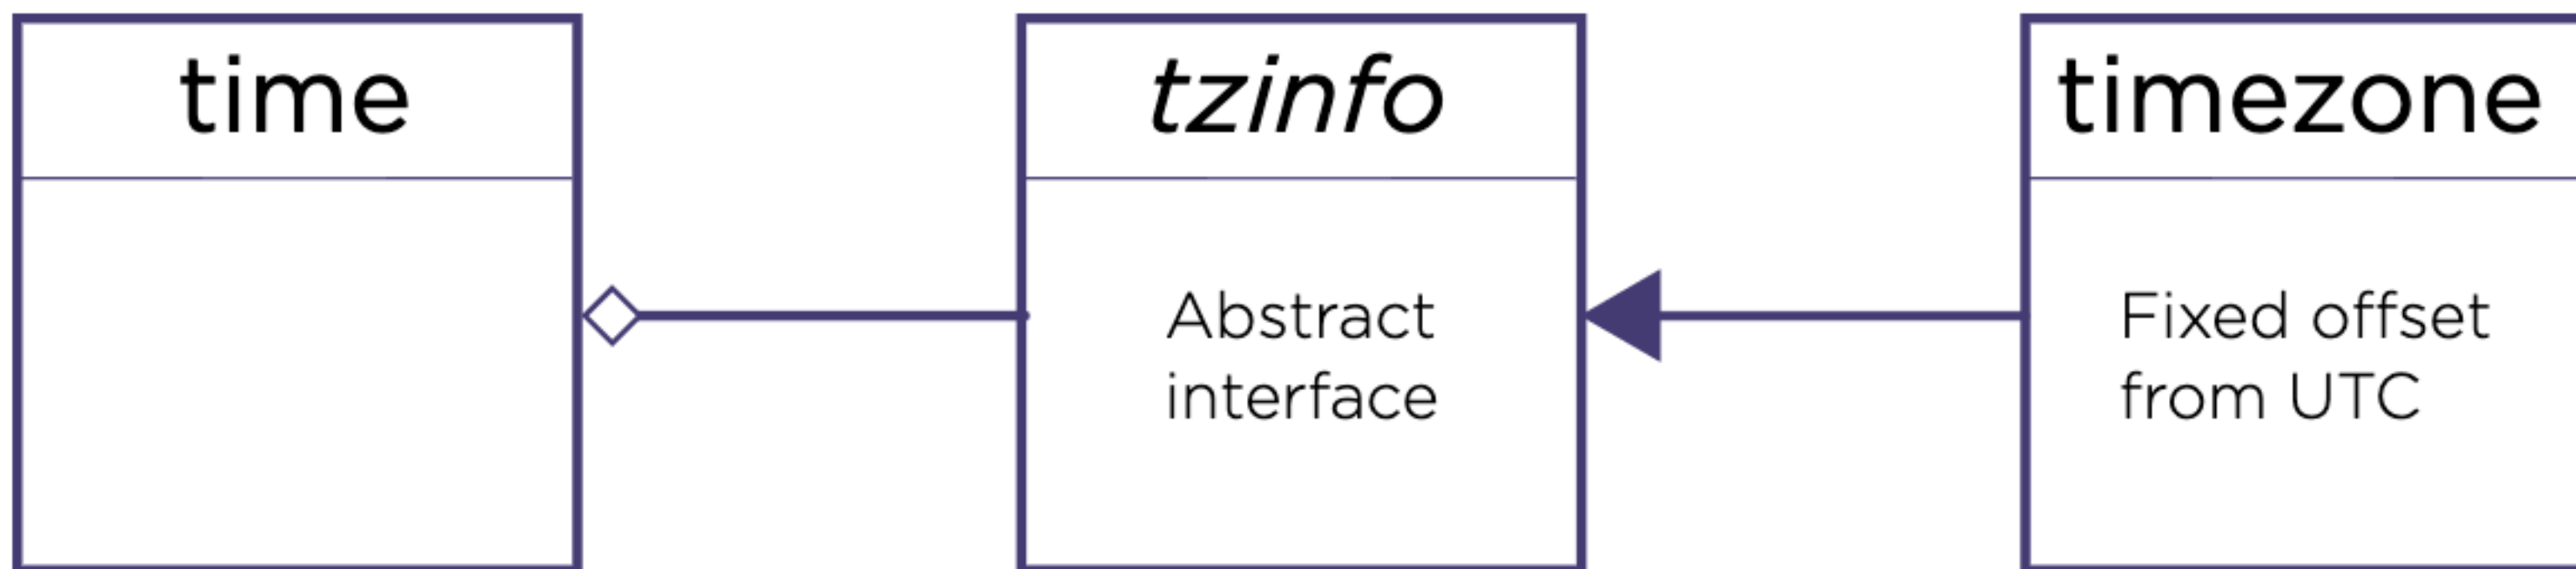 time
tzinfo
timezone
Abstract
interface
Fixed offset
from UTC